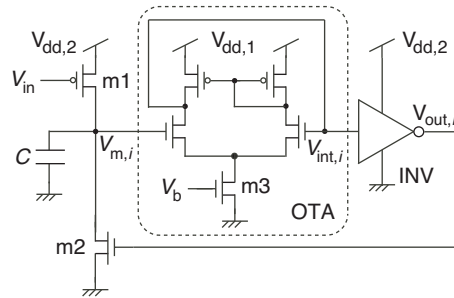 V_dd,2
V_dd,1
V_dd,2
V_in
m1
C
V_m,i
V_int,i
V_out,i
V_b
m3
INV
OTA
m2